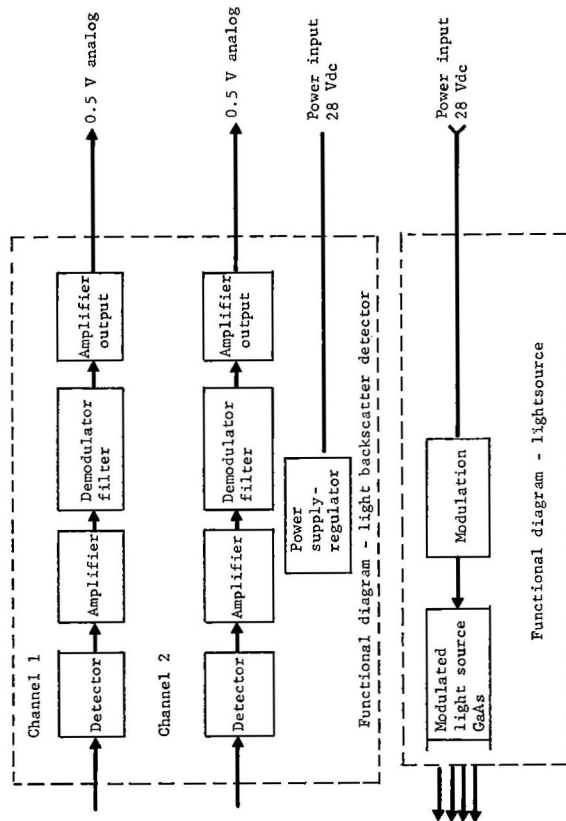 Channel 1
Detector
Amplifier
Demodulator
filter
Amplifier
output
0.5 V analog
Channel 2
Detector
Amplifier
Demodulator
filter
Amplifier
output
0.5 V analog
Power
supply-
regulator
Power input
28 Vdc
Functional diagram - light backscatter detector
Modulated
light source
GaAs
Modulation
Power input
28 Vdc
Functional diagram - lightsource